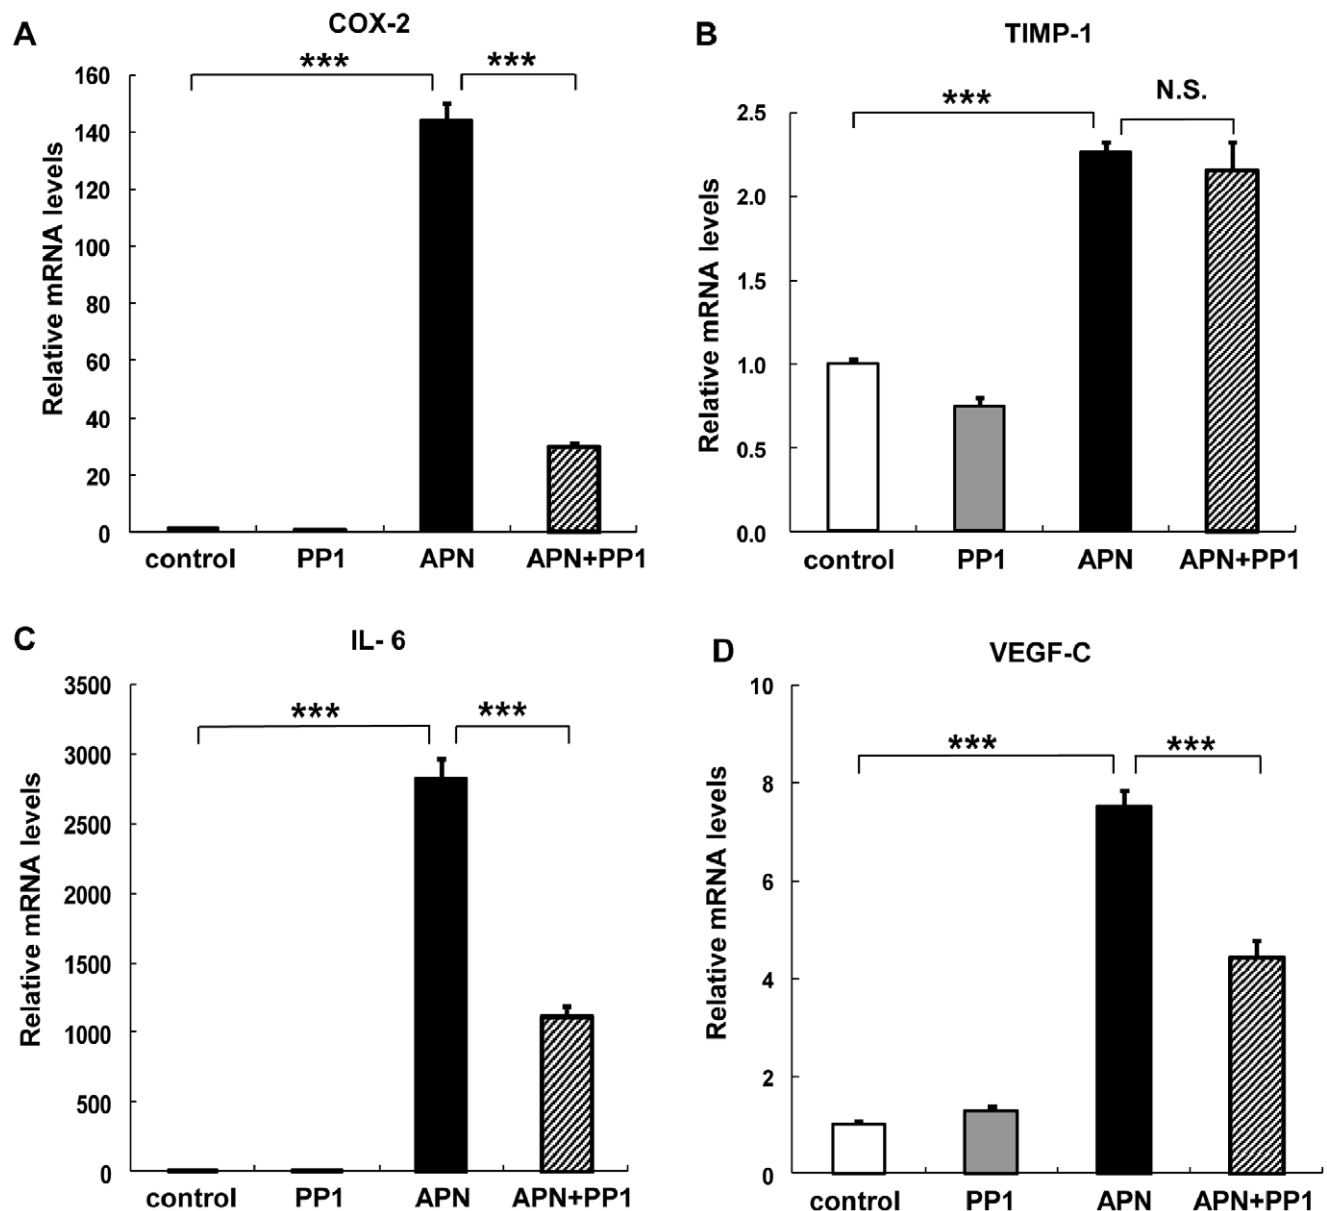 A
COX-2
***
***
160
140
120
100
80
60
40
20
0
Relative mRNA levels
control
PP1
APN
APN+PP1
B
TIMP-1
***
N.S.
2.5
2.0
1.5
1.0
0.5
0.0
Relative mRNA levels
control
PP1
APN
APN+PP1
C
IL- 6
***
***
3500
3000
2500
2000
1500
1000
500
0
Relative mRNA levels
control
PP1
APN
APN+PP1
D
VEGF-C
***
***
10
8
6
4
2
0
Relative mRNA levels
control
PP1
APN
APN+PP1